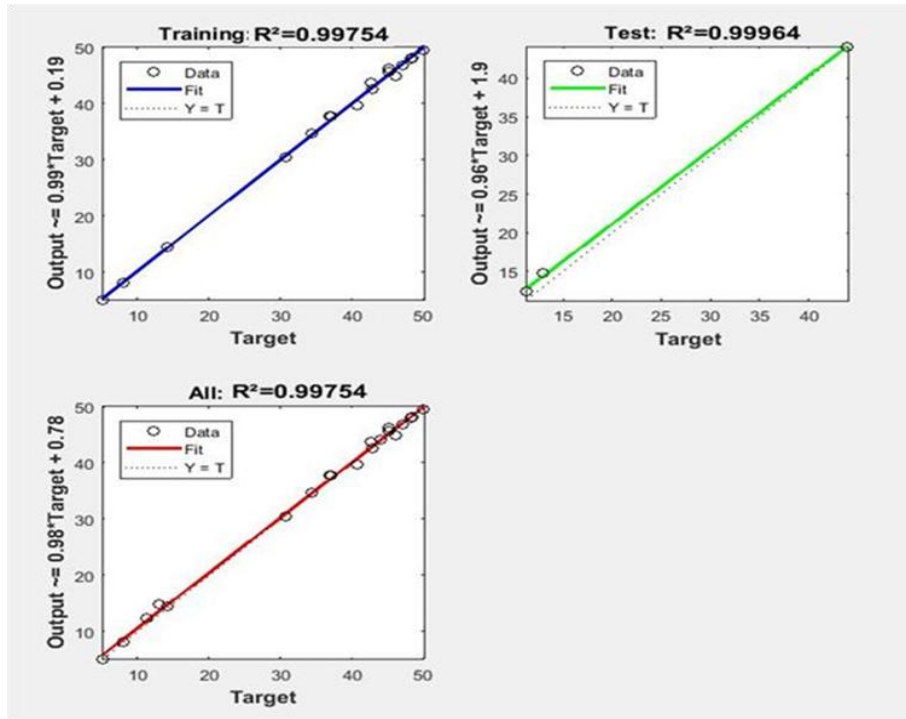 Training: R²=0.99754
Output ~= 0.99*Target + 0.19
50
40
30
20
10
Data
Fit
Y = T
10 20 30 40 50
Target
Test: R²=0.99964
Output ~= 0.96*Target + 1.9
40
35
30
25
20
15
Data
Fit
Y = T
15 20 25 30 35 40
Target
All: R²=0.99754
Output ~= 0.98*Target + 0.78
50
40
30
20
10
Data
Fit
Y = T
10 20 30 40 50
Target